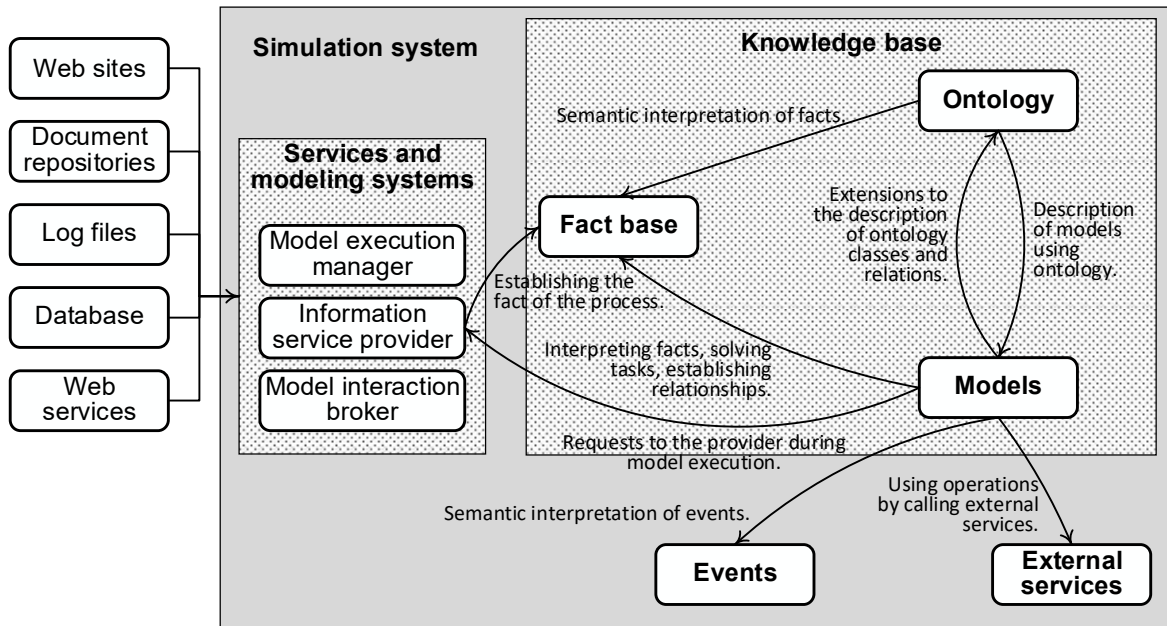 Web sites
Document
repositories
Log files
Database
Web
services
Simulation system
Services and
modeling systems
Model execution
manager
Information
service provider
Model interaction
broker
Knowledge base
Ontology
Semantic interpretation of facts.
Fact base
Establishing the
fact of the process.
Extensions to
the description
of ontology
classes and
relations.
Description
of models
using
ontology.
Interpreting facts, solving
tasks, establishing
relationships.
Models
Requests to the provider during
model execution.
Using operations
by calling external
services.
Semantic interpretation of events.
Events
External
services